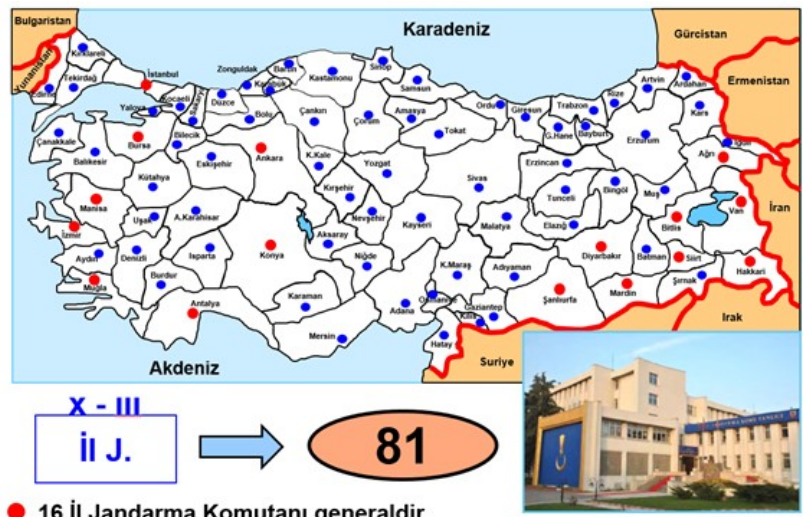 Bulgaristan
Karadeniz
Gürcistan
Yunanistan
Ermenistan
Kırklareli
Tekirdağ
Edirne
İstanbul
Zonguldak
Bartın
Kastamonu
Sinop
Samsun
Artvin
Ardahan
Yalova
Kocaeli
Sakarya
Düzce
Karabük
Bolu
Çankırı
Çorum
Amasya
Ordu
Giresun
Trabzon
Rize
Kars
Çanakkale
Balıkesir
Bursa
Bilecik
Eskişehir
Ankara
K.Kale
Yozgat
Tokat
G.Hane
Bayburt
Erzurum
Iğdır
Ağrı
Kütahya
Kırşehir
Sivas
Erzincan
Tunceli
Bingöl
Muş
İran
Manisa
Uşak
A.Karahisar
Nevşehir
Kayseri
Malatya
Elazığ
Bitlis
Van
İzmir
Aydın
Denizli
Isparta
Konya
Aksaray
Niğde
K.Maraş
Adıyaman
Diyarbakır
Batman
Siirt
Hakkari
Muğla
Burdur
Antalya
Karaman
Mersin
Adana
Osmaniye
Gaziantep
Kilis
Şanlıurfa
Mardin
Şırnak
Hatay
Irak
Akdeniz
Suriye
X - III
İl J.
81
16 İl Jandarma Komutanı generaldir